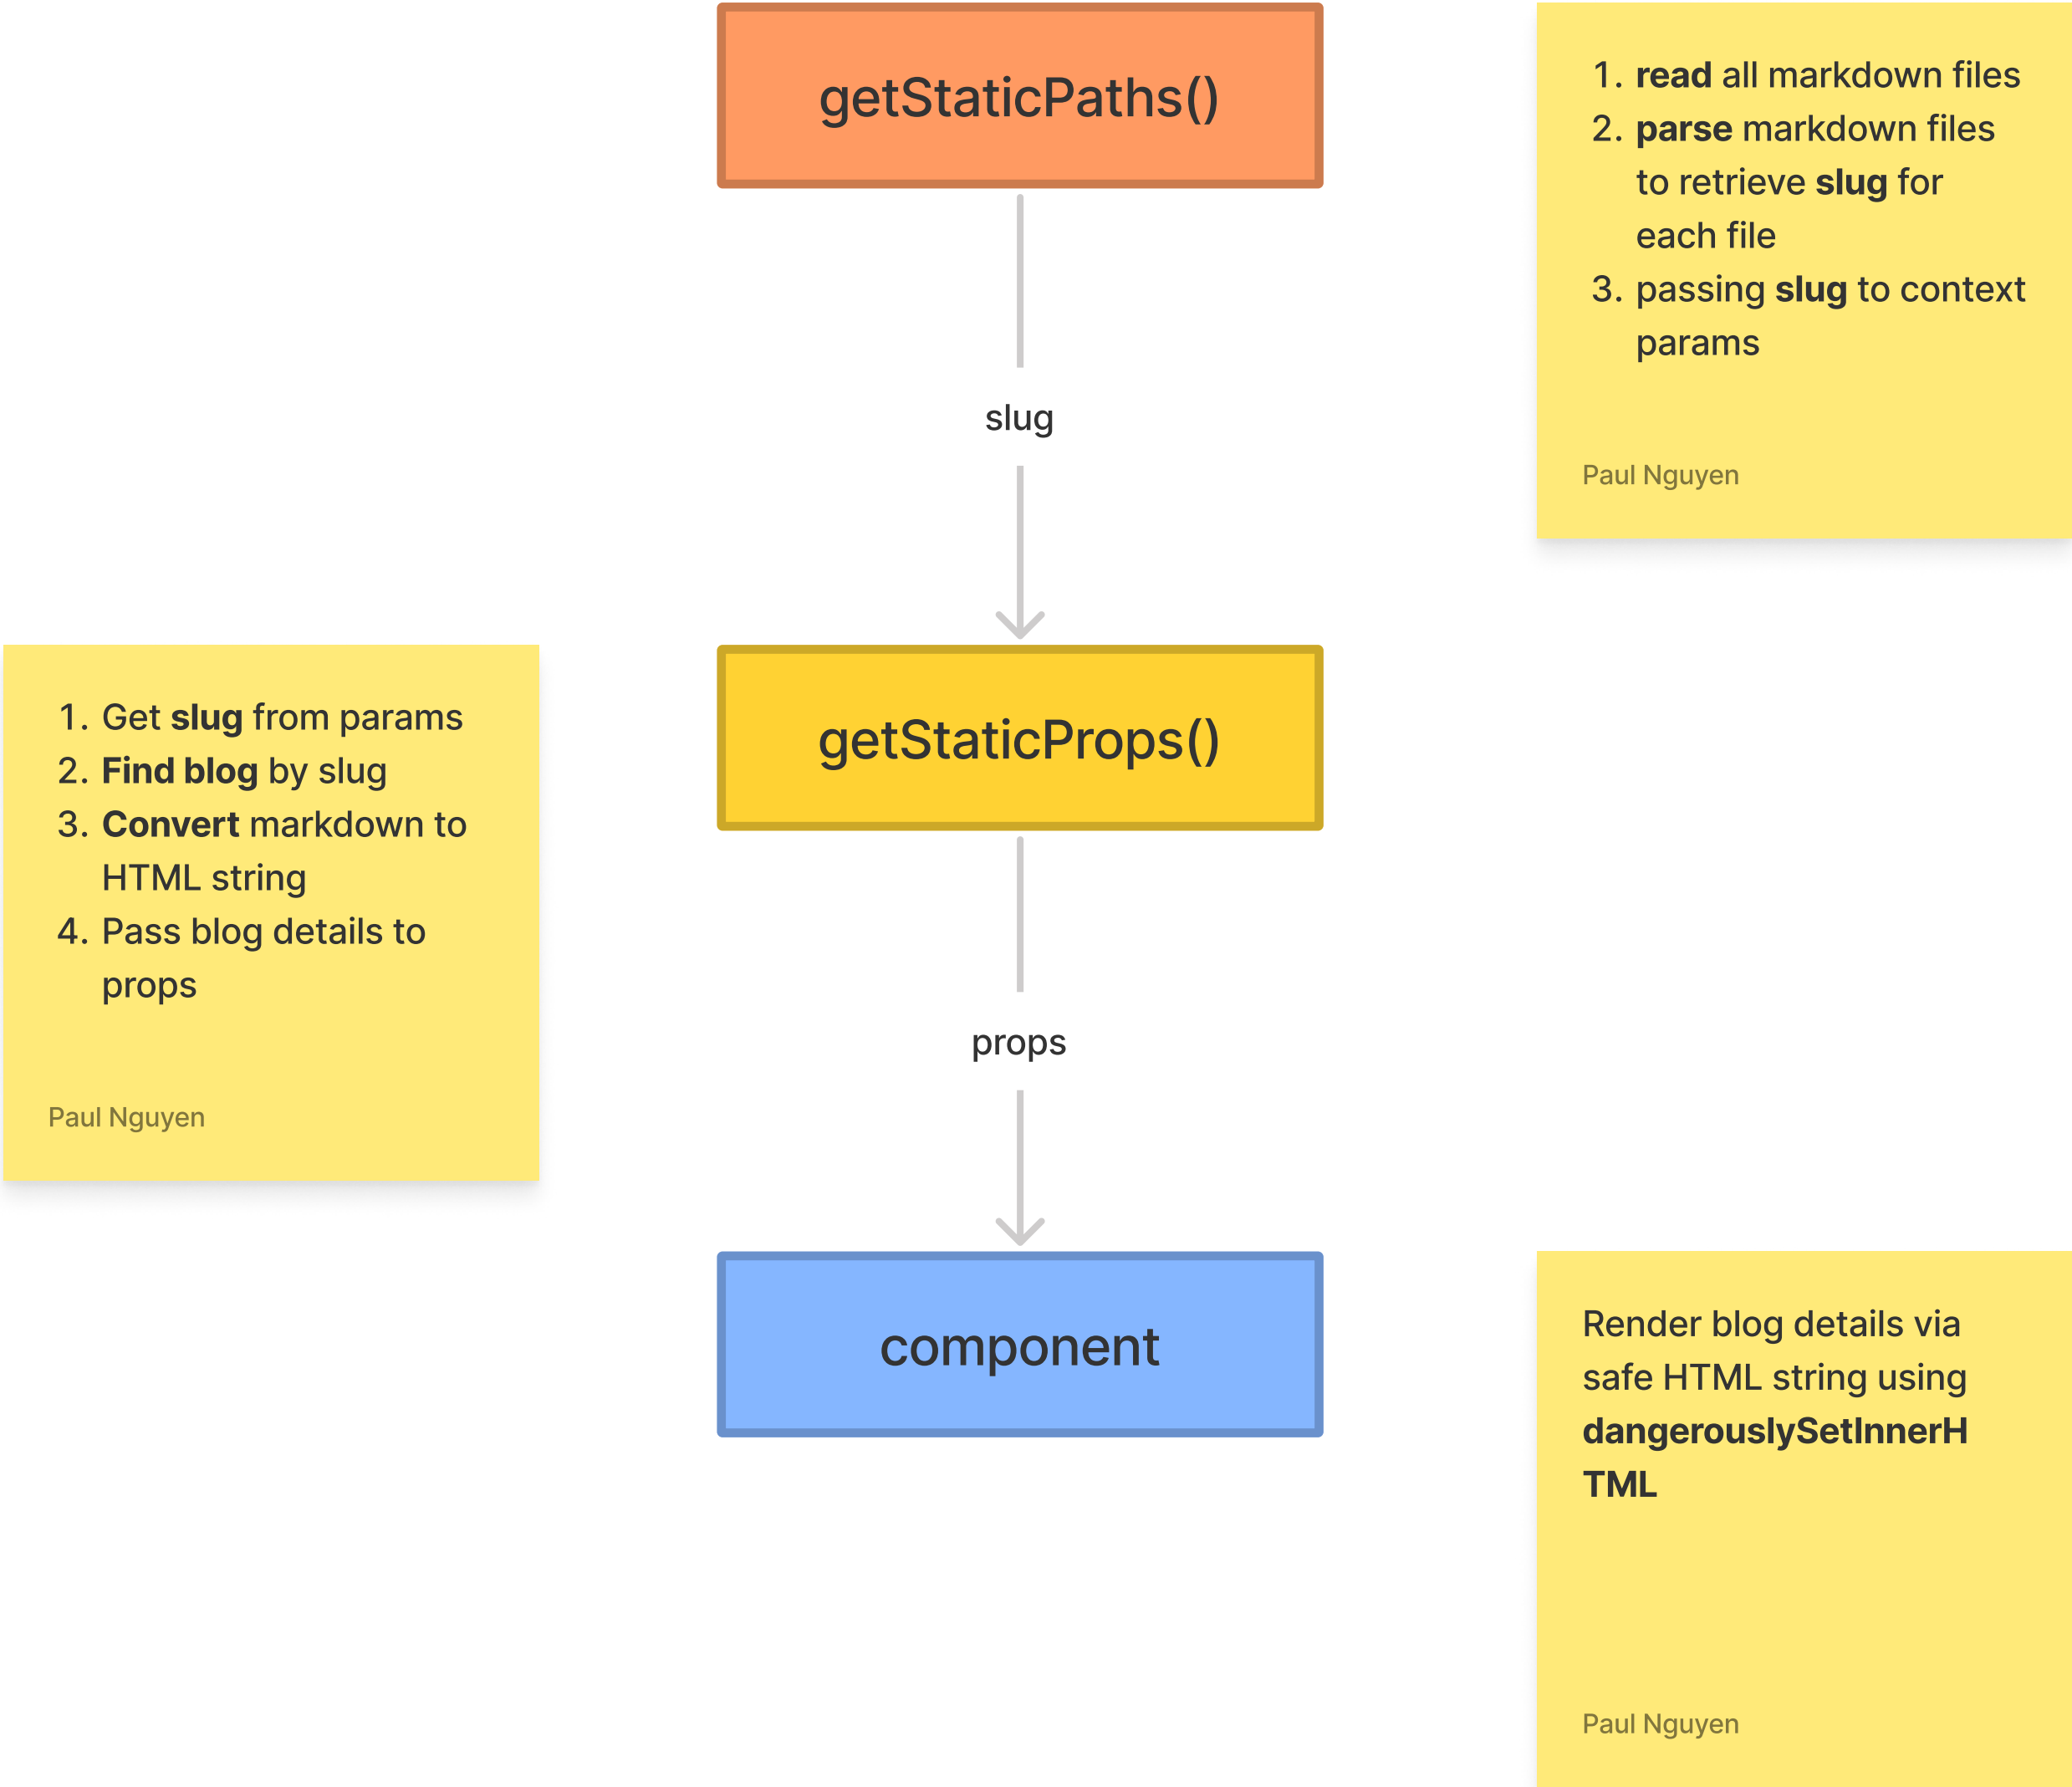 getStaticPaths()
1. read all markdown files
2. parse markdown files
to retrieve slug for
each file
3. passing slug to context
params
Paul Nguyen
slug
1. Get slug from params
2. Find blog by slug
3. Convert markdown to
HTML string
4. Pass blog details to
props
Paul Nguyen
getStaticProps()
props
component
Render blog details via
safe HTML string using
dangerouslySetInnerH
TML
Paul Nguyen